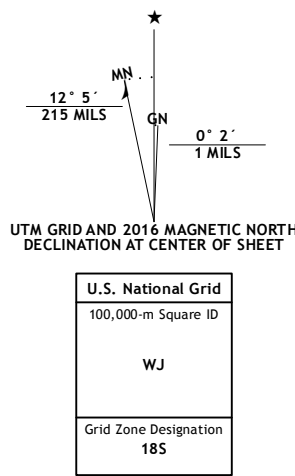 MN
GN
12° 5´
215 MILS
0° 2´
1 MILS
UTM GRID AND 2016 MAGNETIC NORTH
DECLINATION AT CENTER OF SHEET
U.S. National Grid
100,000-m Square ID
WJ
Grid Zone Designation
18S